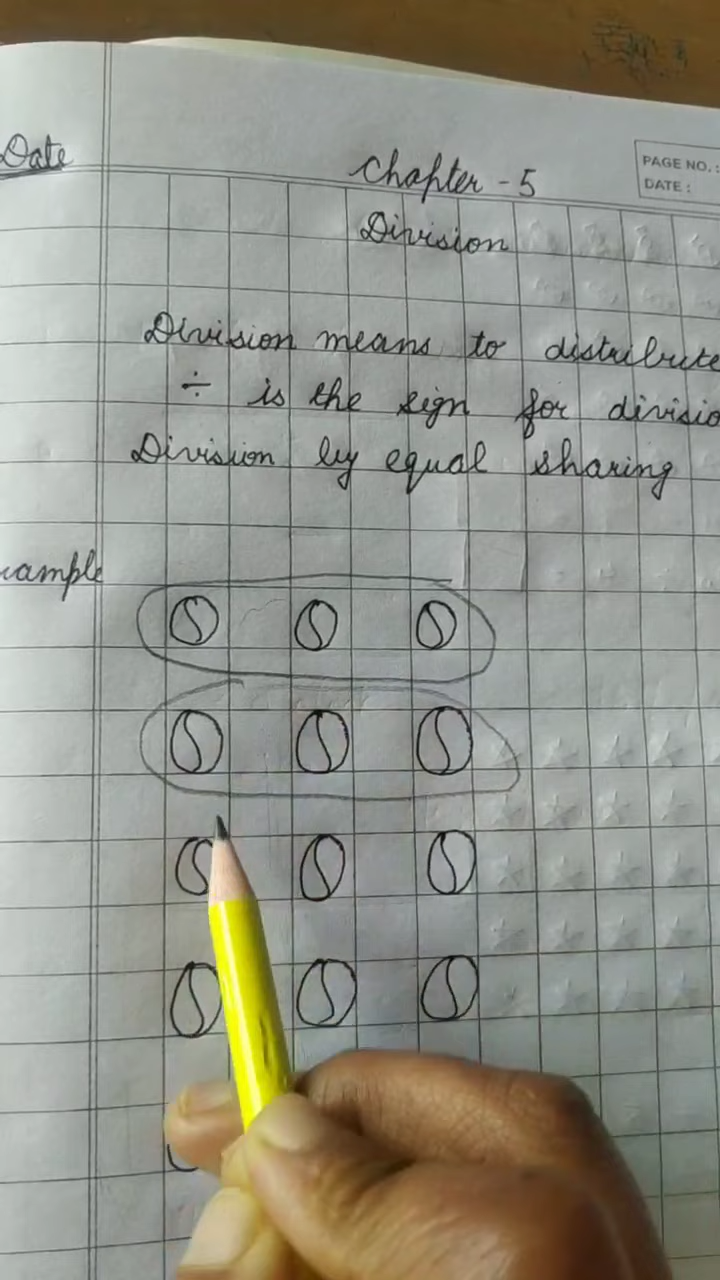 Date
Chapter - 5
PAGE NO.:
DATE :
Division
Division means to distribute
÷ is the sign for divisio
Division by equal sharing
xample